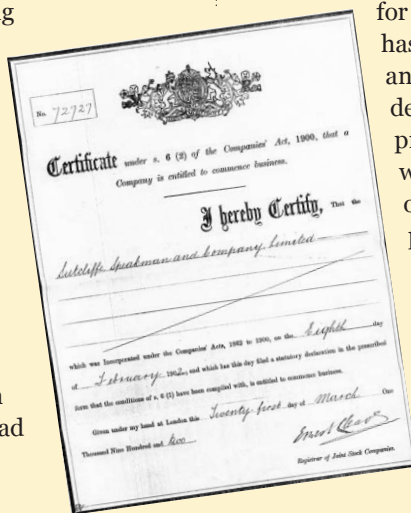 ng
for
has
an
de
pr
w
o
n
ad
No. 72727
Certificate under s. 6 (2) of the Companies' Act, 1900, that a
Company is entitled to commence business.
I hereby Certify, That the
Sutcliffe Speakman and Company Limited
which was Incorporated under the Companies' Acts, 1862 to 1900, on the Eighth day
of February 1902, and which has this day filed a statutory declaration in the prescribed
form that the conditions of s. 6 (2) have been complied with, is entitled to commence business.
Given under my hand at London this Twenty first day of March One
Thousand Nine Hundred and two
Registrar of Joint Stock Companies.